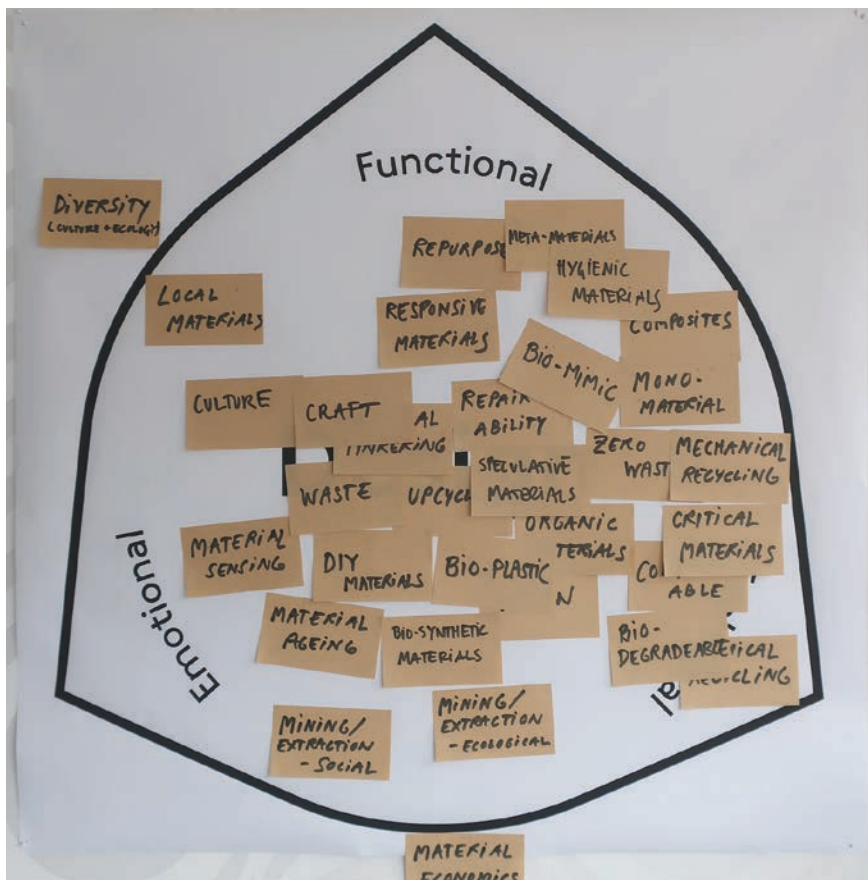 Functional
DIVERSITY
(CULTURE + ECOLOGY)
LOCAL
MATERIALS
REPURPOSE
META-MATERIALS
HYGIENIC
MATERIALS
RESPONSIVE
MATERIALS
COMPOSITES
BIO-MIMIC
MONO-
MATERIAL
CULTURE
CRAFT
AL
TINKERING
REPAIR
ABILITY
ZERO
WAST
MECHANICAL
RECYCLING
WASTE
UPCYCL
SPECULATIVE
MATERIALS
ORGANIC
TERIALS
CRITICAL
MATERIALS
MATERIAL
SENSING
DIY
MATERIALS
BIO-PLASTIC
N
CO
ABLE
Emotional
MATERIAL
AGEING
BIO-SYNTHETIC
MATERIALS
BIO-
DEGRADEABLE
ICAL
CLING
al
MINING/
EXTRACTION
- SOCIAL
MINING/
EXTRACTION
- ECOLOGICAL
MATERIAL
ECONOMICS